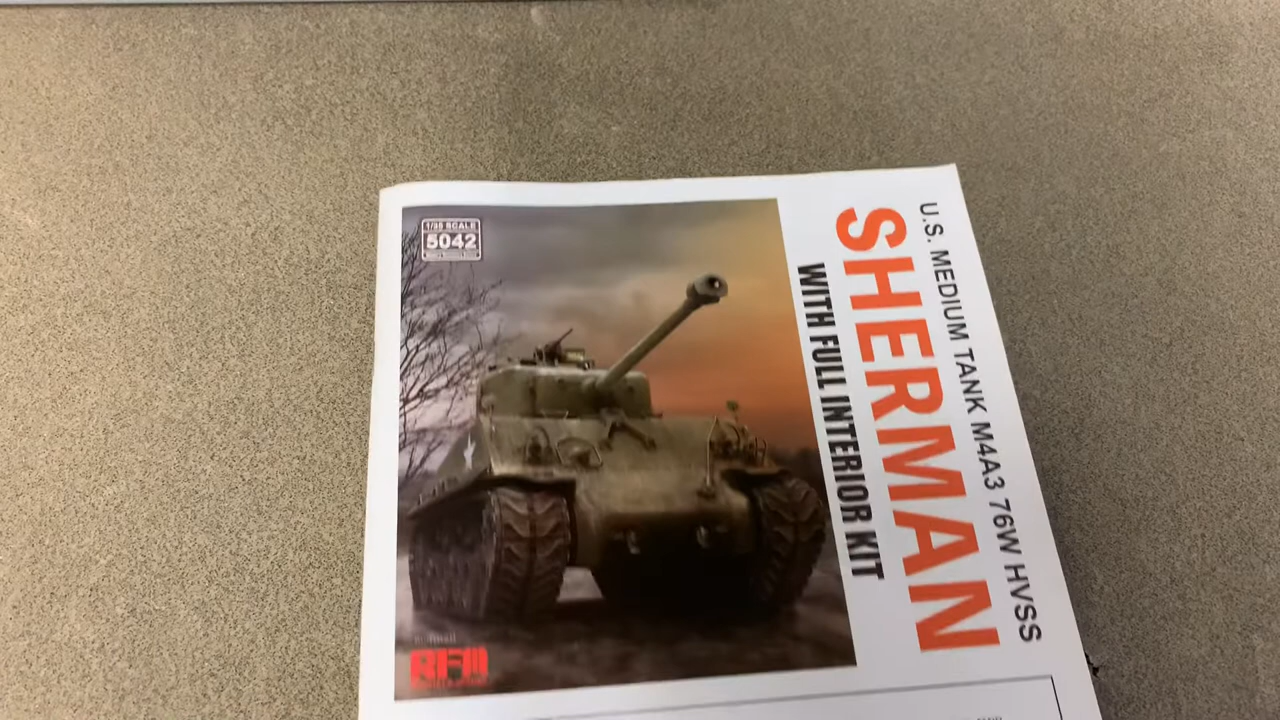 1/35 SCALE
5042
U.S. MEDIUM TANK M4A3 76W HVSS
SHERMAN
WITH FULL INTERIOR KIT
RFM